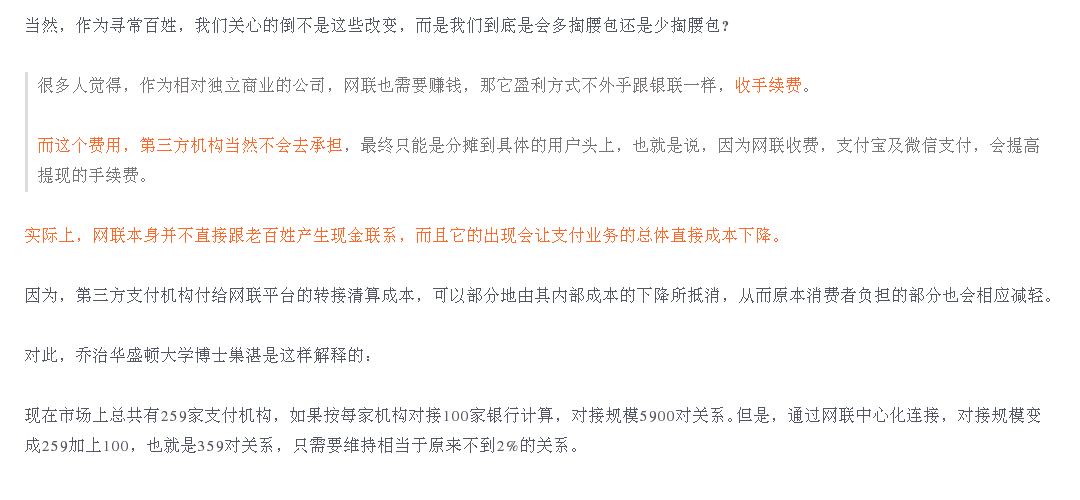 当然，作为寻常百姓，我们关心的倒不是这些改变，而是我们到底是会多掏腰包还是少掏腰包？
很多人觉得，作为相对独立商业的公司，网联也需要赚钱，那它盈利方式不外乎跟银联一样，收手续费。
而这个费用，第三方机构当然不会去承担，最终只能是分摊到具体的用户头上，也就是说，因为网联收费，支付宝及微信支付，会提高
提现的手续费。
实际上，网联本身并不直接跟老百姓产生现金联系，而且它的出现会让支付业务的总体直接成本下降。
因为，第三方支付机构付给网联平台的转接清算成本，可以部分地由其内部成本的下降所抵消，从而原本消费者负担的部分也会相应减轻。
对此，乔治华盛顿大学博士巢湛是这样解释的：
现在市场上总共有259家支付机构，如果按每家机构对接100家银行计算，对接规模5900对关系。但是，通过网联中心化连接，对接规模变
成259加上100，也就是359对关系，只需要维持相当于原来不到2%的关系。